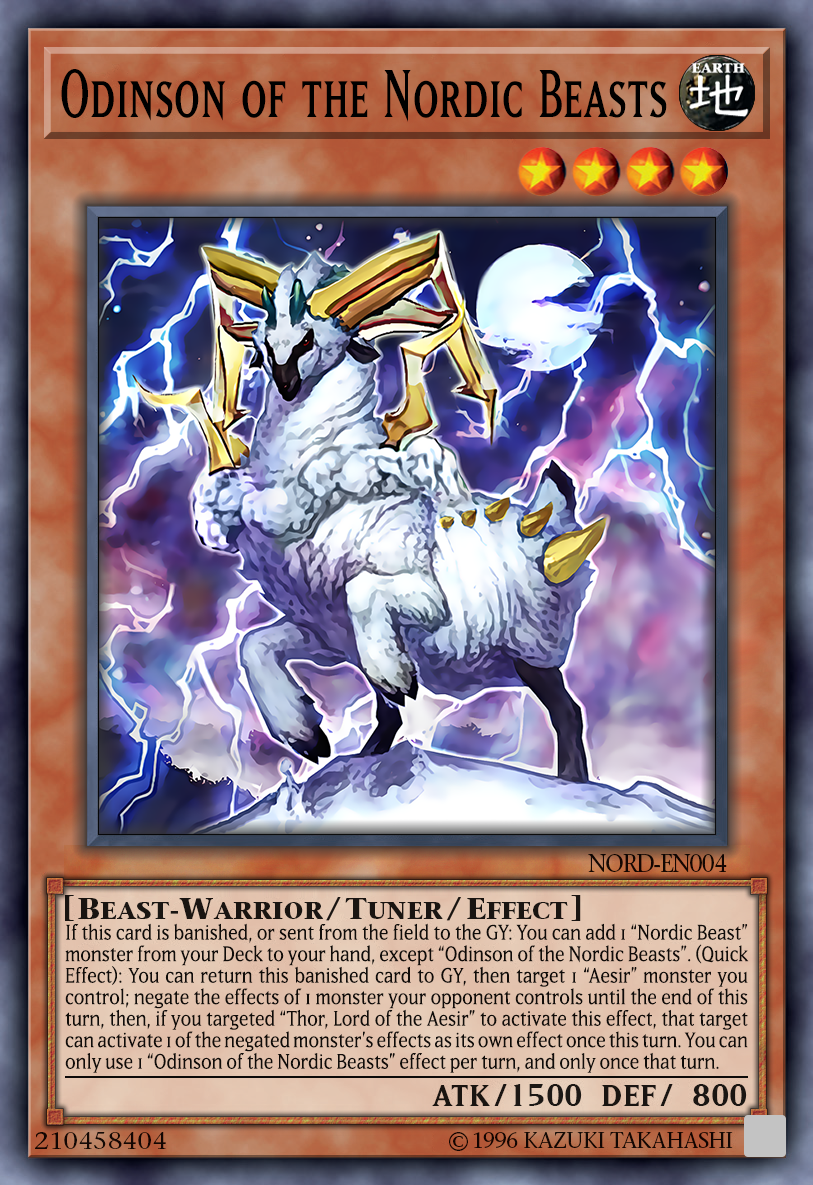 Odinson of the Nordic Beasts
EARTH
地
NORD-EN004
[Beast-Warrior/Tuner/Effect]
If this card is banished, or sent from the field to the GY: You can add 1 “Nordic Beast”
monster from your Deck to your hand, except “Odinson of the Nordic Beasts”. (Quick
Effect): You can return this banished card to GY, then target 1 “Aesir” monster you
control; negate the effects of 1 monster your opponent controls until the end of this
turn, then, if you targeted “Thor, Lord of the Aesir” to activate this effect, that target
can activate 1 of the negated monster's effects as its own effect once this turn. You can
only use 1 “Odinson of the Nordic Beasts” effect per turn, and only once that turn.
ATK/1500 DEF/ 800
210458404
© 1996 KAZUKI TAKAHASHI